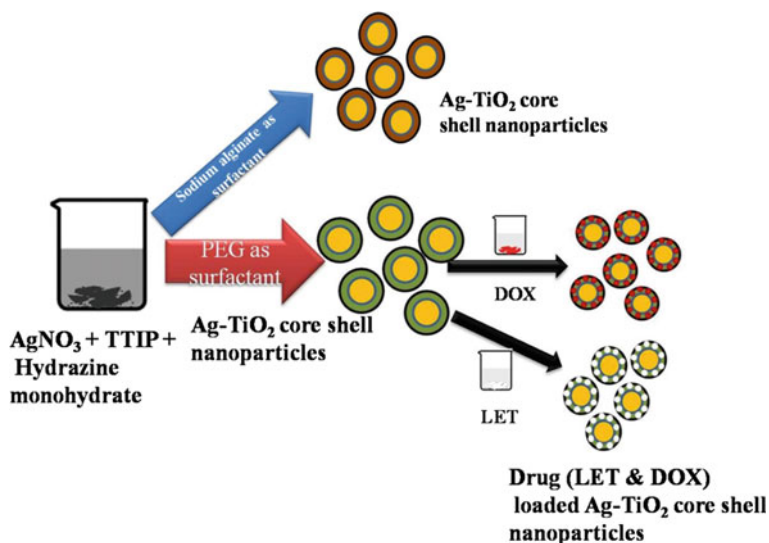 Ag-TiO₂ core
shell nanoparticles
Sodium alginate as
surfactant
PEG as
surfactant
DOX
AgNO₃ + TTIP +
Hydrazine
monohydrate
Ag-TiO₂ core shell
nanoparticles
LET
Drug (LET & DOX)
loaded Ag-TiO₂ core shell
nanoparticles